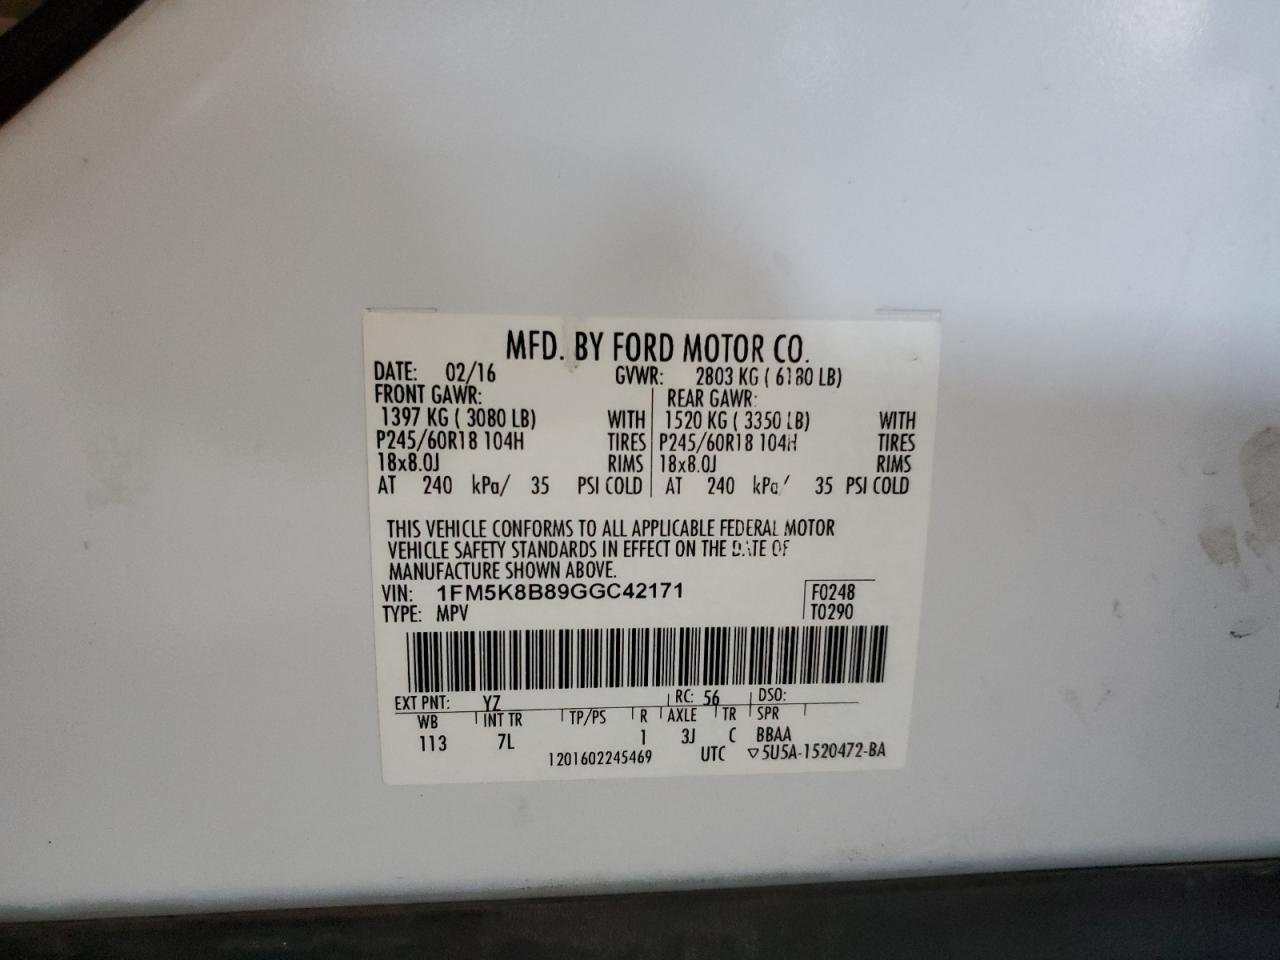 MFD. BY FORD MOTOR CO.
DATE: 02/16 GVWR: 2803 KG ( 6180 LB)
FRONT GAWR: REAR GAWR:
1397 KG ( 3080 LB) WITH 1520 KG ( 3350 LB) WITH
P245/60R18 104H TIRES P245/60R18 104H TIRES
18x8.0J RIMS 18x8.0J RIMS
AT 240 kPa/ 35 PSI COLD AT 240 kPa/ 35 PSI COLD
THIS VEHICLE CONFORMS TO ALL APPLICABLE FEDERAL MOTOR
VEHICLE SAFETY STANDARDS IN EFFECT ON THE DATE OF
MANUFACTURE SHOWN ABOVE.
VIN: 1FM5K8B89GGC42171 F0248
TYPE: MPV T0290
EXT PNT: YZ RC: 56 DSO:
WB INT TR TP/PS R AXLE TR SPR
113 7L 1 3J C BBAA
1201602245469 UTC ▽5U5A-1520472-BA